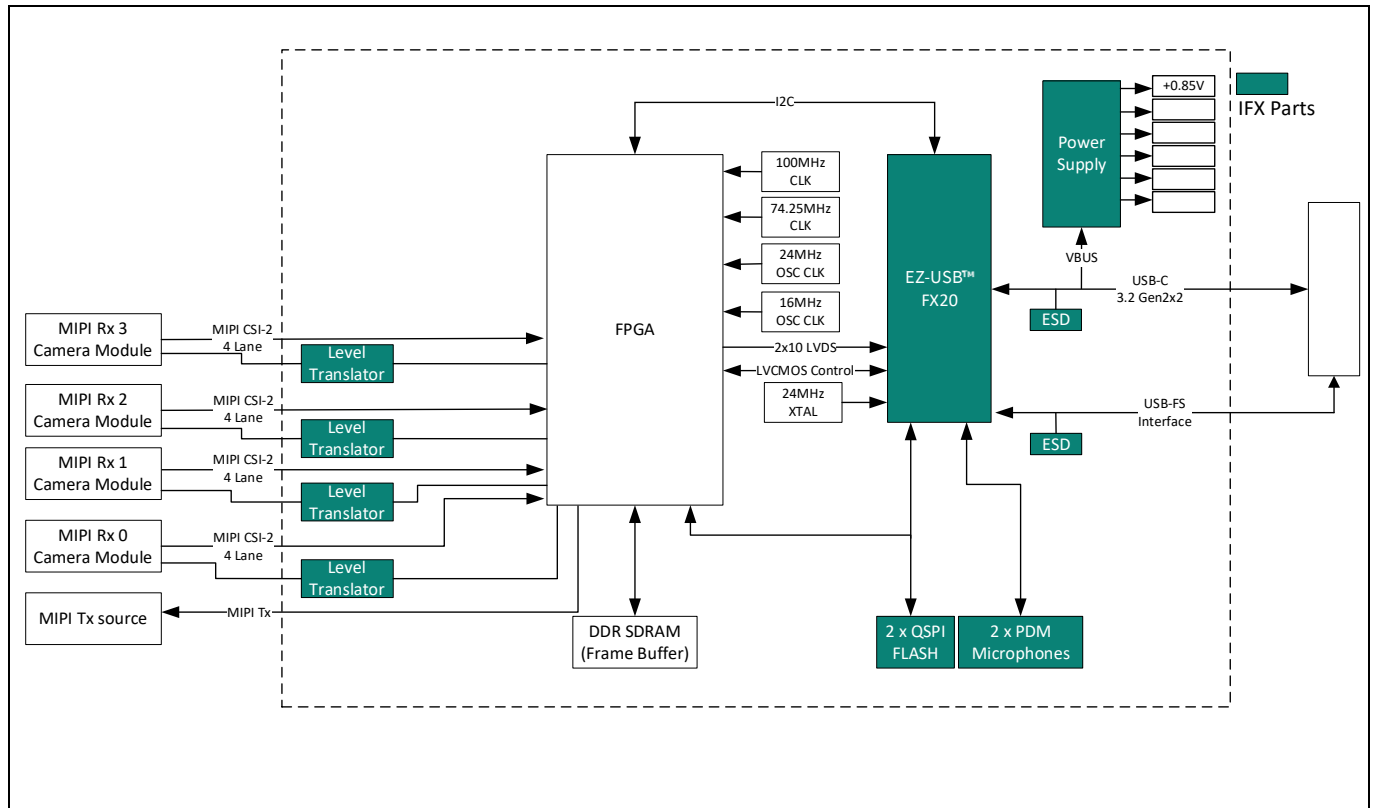 I2C
+0.85V
IFX Parts
Power
Supply
100MHz
CLK
74.25MHz
CLK
24MHz
OSC CLK
16MHz
OSC CLK
EZ-USB™
FX20
VBUS
USB-C
3.2 Gen2x2
ESD
FPGA
2x10 LVDS
LVCMOS Control
24MHz
XTAL
USB-FS
Interface
ESD
MIPI Rx 3
Camera Module
MIPI CSI-2
4 Lane
Level
Translator
MIPI Rx 2
Camera Module
MIPI CSI-2
4 Lane
Level
Translator
MIPI Rx 1
Camera Module
MIPI CSI-2
4 Lane
Level
Translator
MIPI Rx 0
Camera Module
MIPI CSI-2
4 Lane
Level
Translator
MIPI Tx source
MIPI Tx
DDR SDRAM
(Frame Buffer)
2 x QSPI
FLASH
2 x PDM
Microphones